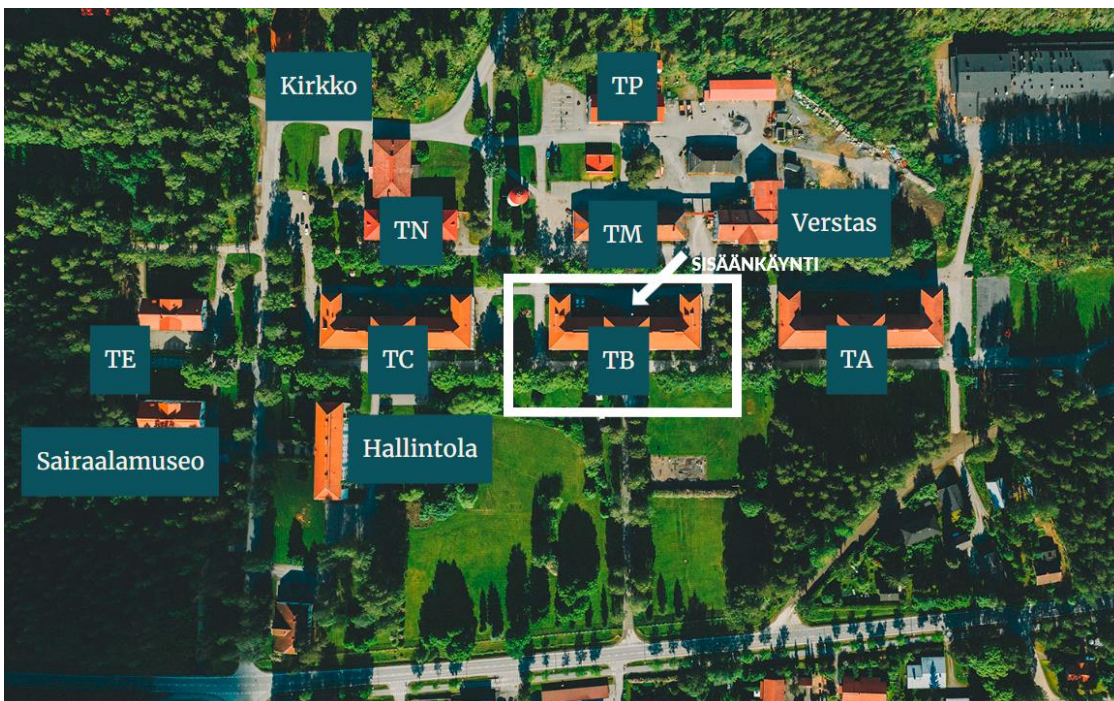 Kirkko
TP
TN
TM
Verstas
SISÄÄNKÄYNTI
TE
TC
TB
TA
Sairaalamuseo
Hallintola